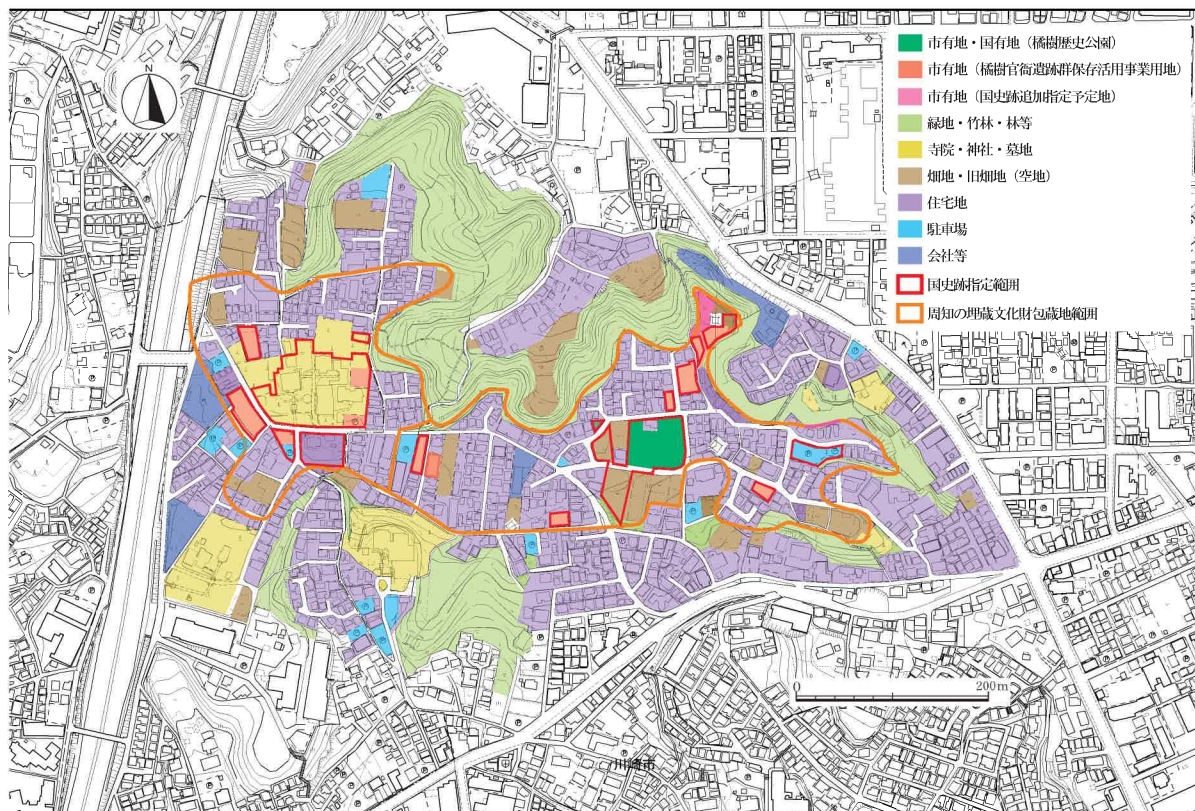 市有地・国有地（橘樹歴史公園）
市有地（橘樹官衙遺跡群保存活用事業用地）
市有地（国史跡追加指定予定地）
緑地・竹林・林等
寺院・神社・墓地
畑地・旧畑地（空地）
住宅地
駐車場
会社等
国史跡指定範囲
周知の埋蔵文化財包蔵地範囲
N
0 200m
川崎市